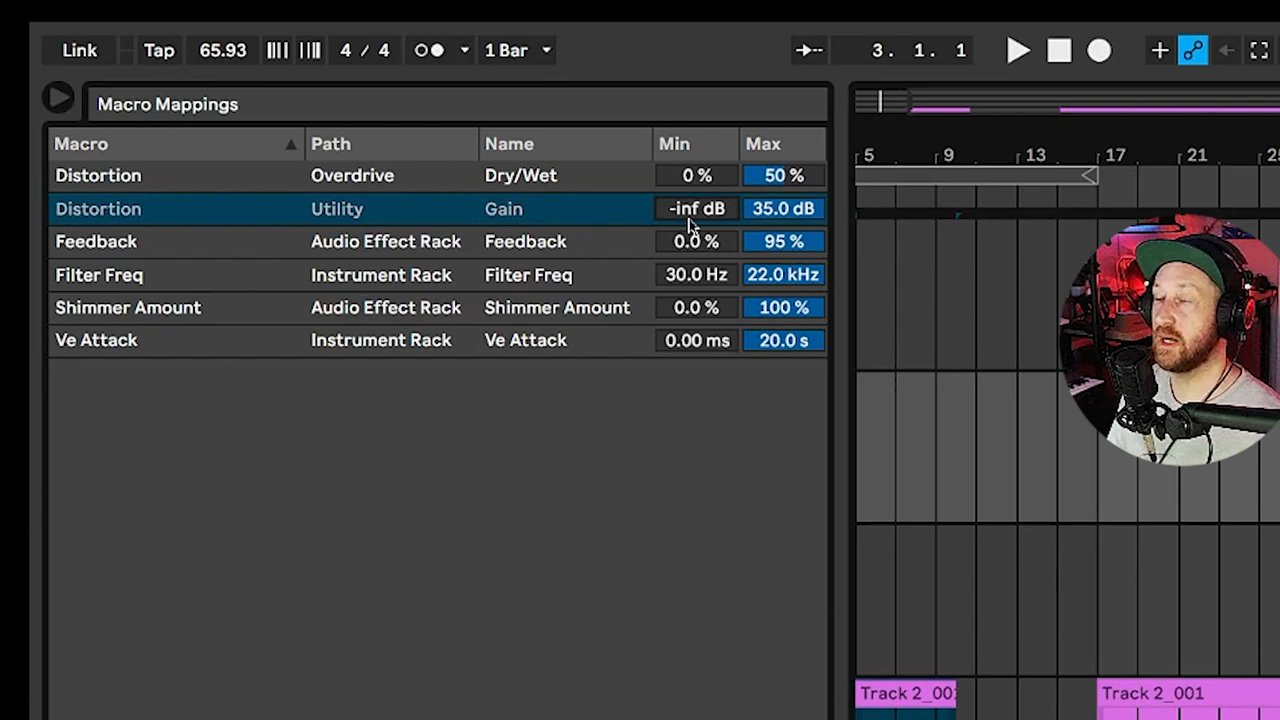 Link Tap 65.93 4 / 4 1 Bar 3. 1. 1
Macro Mappings
Macro Path Name Min Max
Distortion Overdrive Dry/Wet 0 % 50 %
Distortion Utility Gain -inf dB 35.0 dB
Feedback Audio Effect Rack Feedback 0.0 % 95 %
Filter Freq Instrument Rack Filter Freq 30.0 Hz 22.0 kHz
Shimmer Amount Audio Effect Rack Shimmer Amount 0.0 % 100 %
Ve Attack Instrument Rack Ve Attack 0.00 ms 20.0 s
5 9 13 17 21 25
Track 2_001 Track 2_001